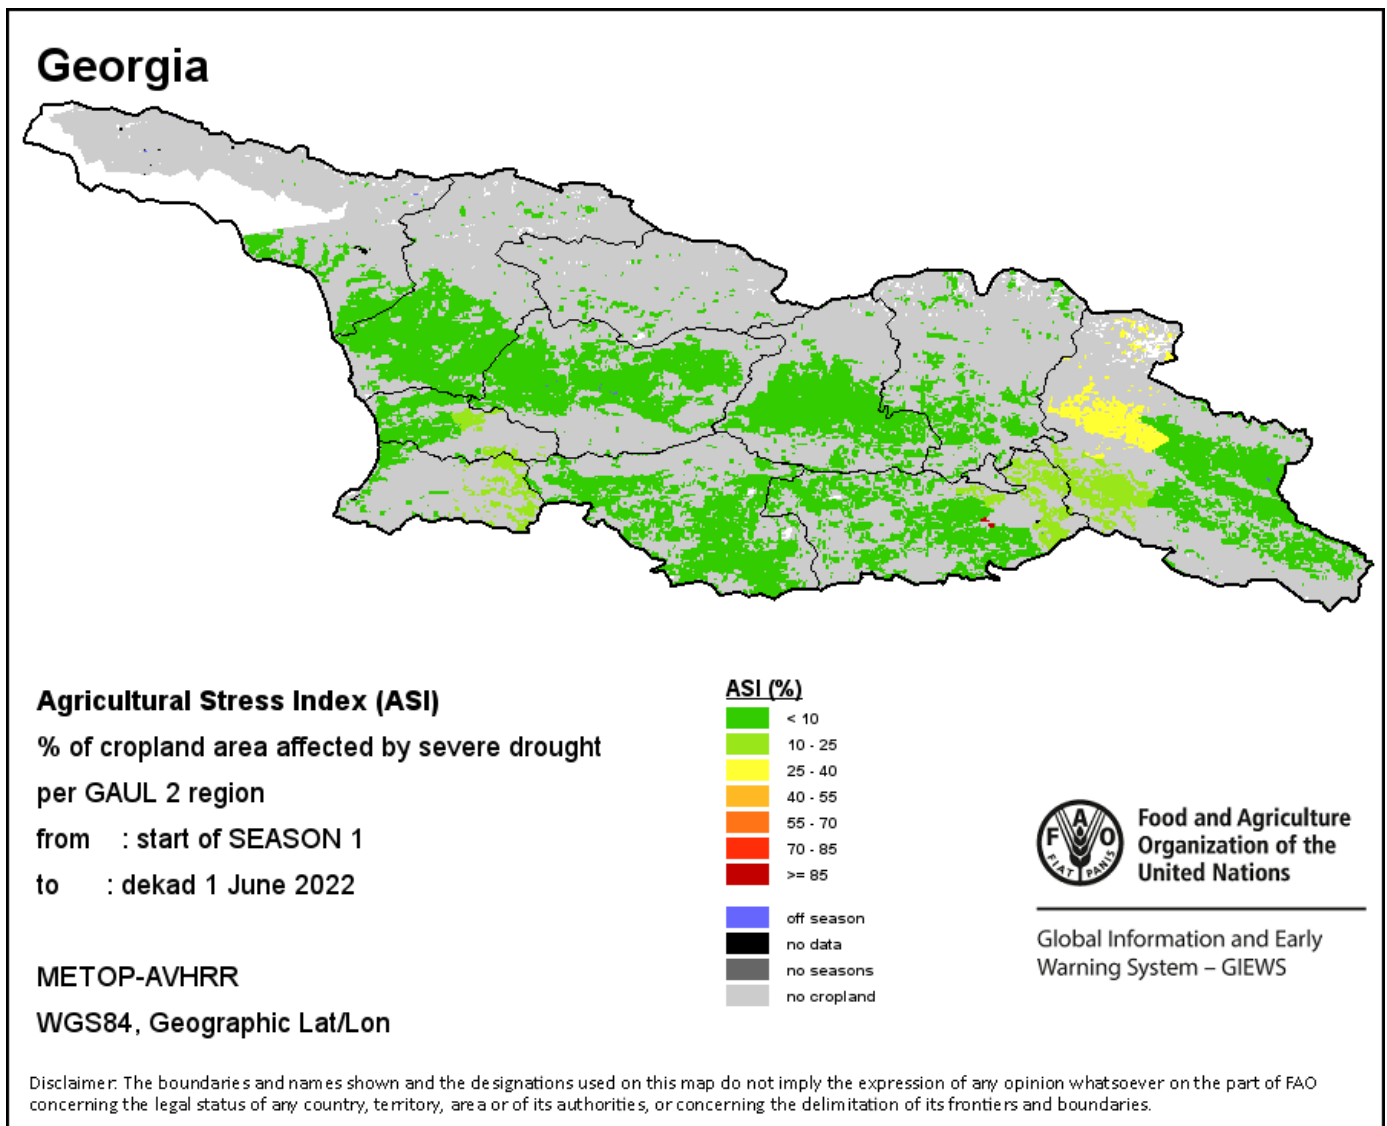 Georgia
Agricultural Stress Index (ASI)
% of cropland area affected by severe drought
per GAUL 2 region
from : start of SEASON 1
to : dekad 1 June 2022
METOP-AVHRR
WGS84, Geographic Lat/Lon
ASI (%)
< 10
10 - 25
25 - 40
40 - 55
55 - 70
70 - 85
>= 85
off season
no data
no seasons
no cropland
F A O
FIAT PANIS
Food and Agriculture
Organization of the
United Nations
Global Information and Early
Warning System – GIEWS
Disclaimer: The boundaries and names shown and the designations used on this map do not imply the expression of any opinion whatsoever on the part of FAO
concerning the legal status of any country, territory, area or of its authorities, or concerning the delimitation of its frontiers and boundaries.